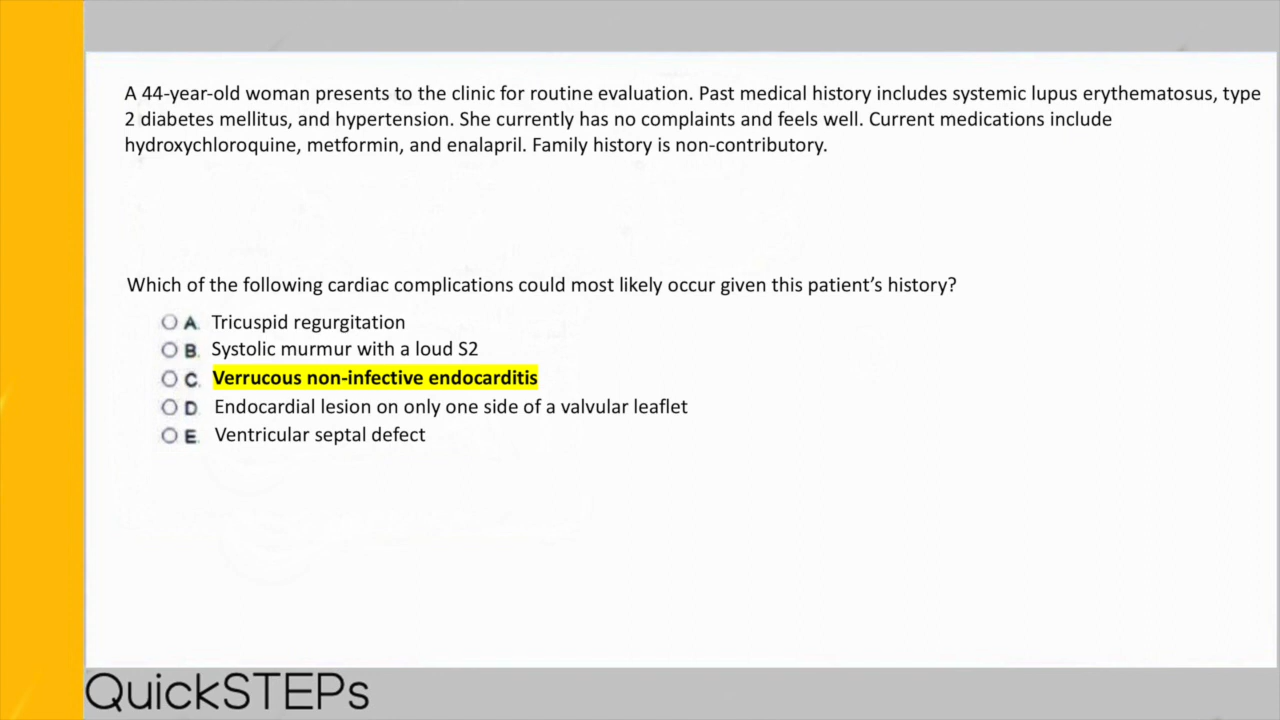 A 44-year-old woman presents to the clinic for routine evaluation. Past medical history includes systemic lupus erythematosus, type
2 diabetes mellitus, and hypertension. She currently has no complaints and feels well. Current medications include
hydroxychloroquine, metformin, and enalapril. Family history is non-contributory.
Which of the following cardiac complications could most likely occur given this patient’s history?
A. Tricuspid regurgitation
B. Systolic murmur with a loud S2
C. Verrucous non-infective endocarditis
D. Endocardial lesion on only one side of a valvular leaflet
E. Ventricular septal defect
QuickSTEPs